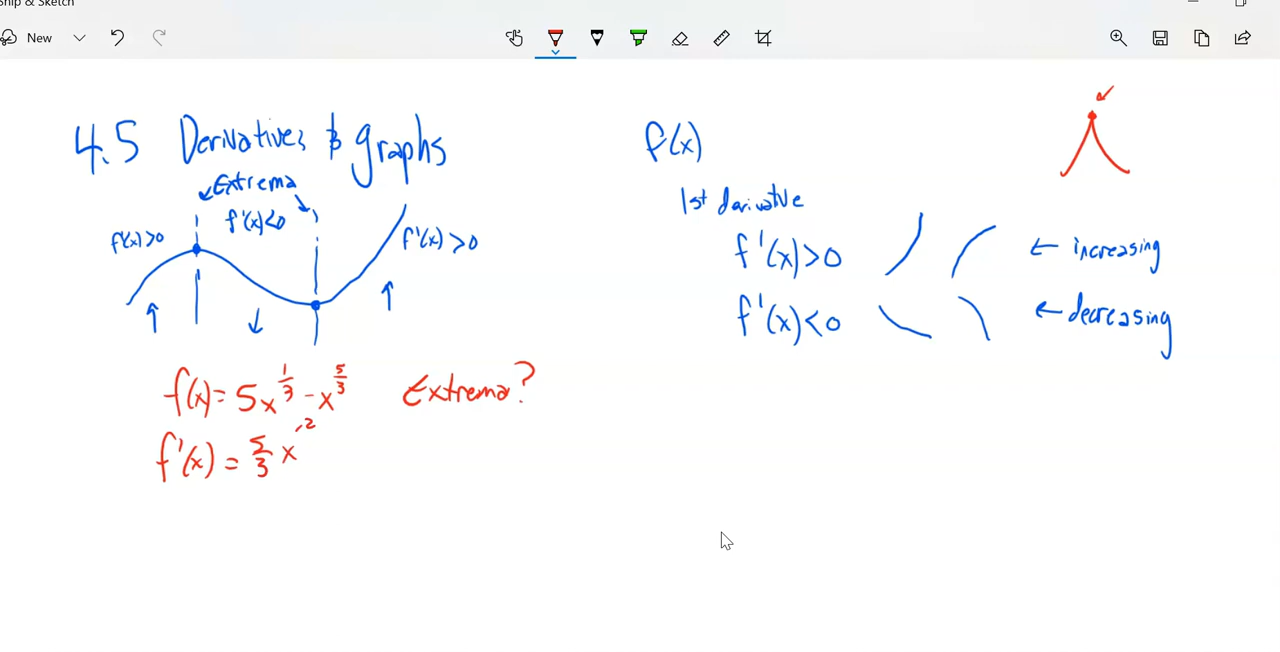 Snip & Sketch
New
4.5 Derivatives & graphs
Extrema
f'(x)>0 f'(x)<0 f'(x)>0
f(x)
1st derivative
f'(x)>0 ← increasing
f'(x)<0 ← decreasing
f(x) = 5x^{1/3} - x^{5/3} Extrema?
f'(x) = 5/3 x^{-2}